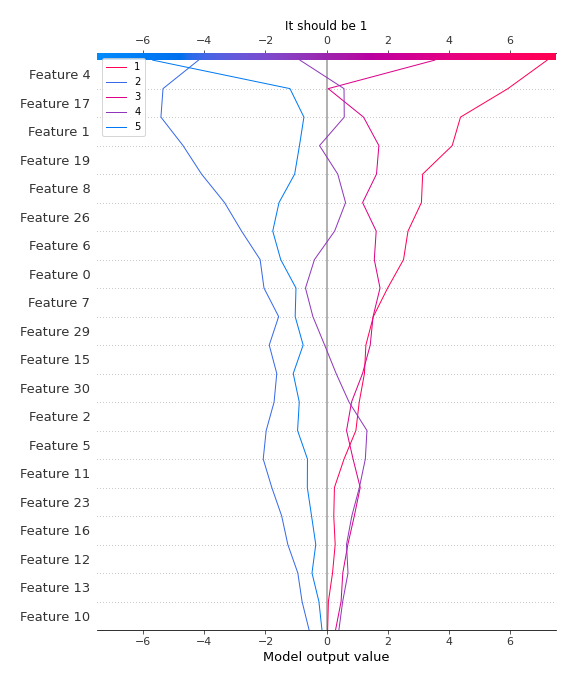 It should be 1
−6 −4 −2 0 2 4 6
1
2
3
4
5
Feature 4
Feature 17
Feature 1
Feature 19
Feature 8
Feature 26
Feature 6
Feature 0
Feature 7
Feature 29
Feature 15
Feature 30
Feature 2
Feature 5
Feature 11
Feature 23
Feature 16
Feature 12
Feature 13
Feature 10
−6 −4 −2 0 2 4 6
Model output value